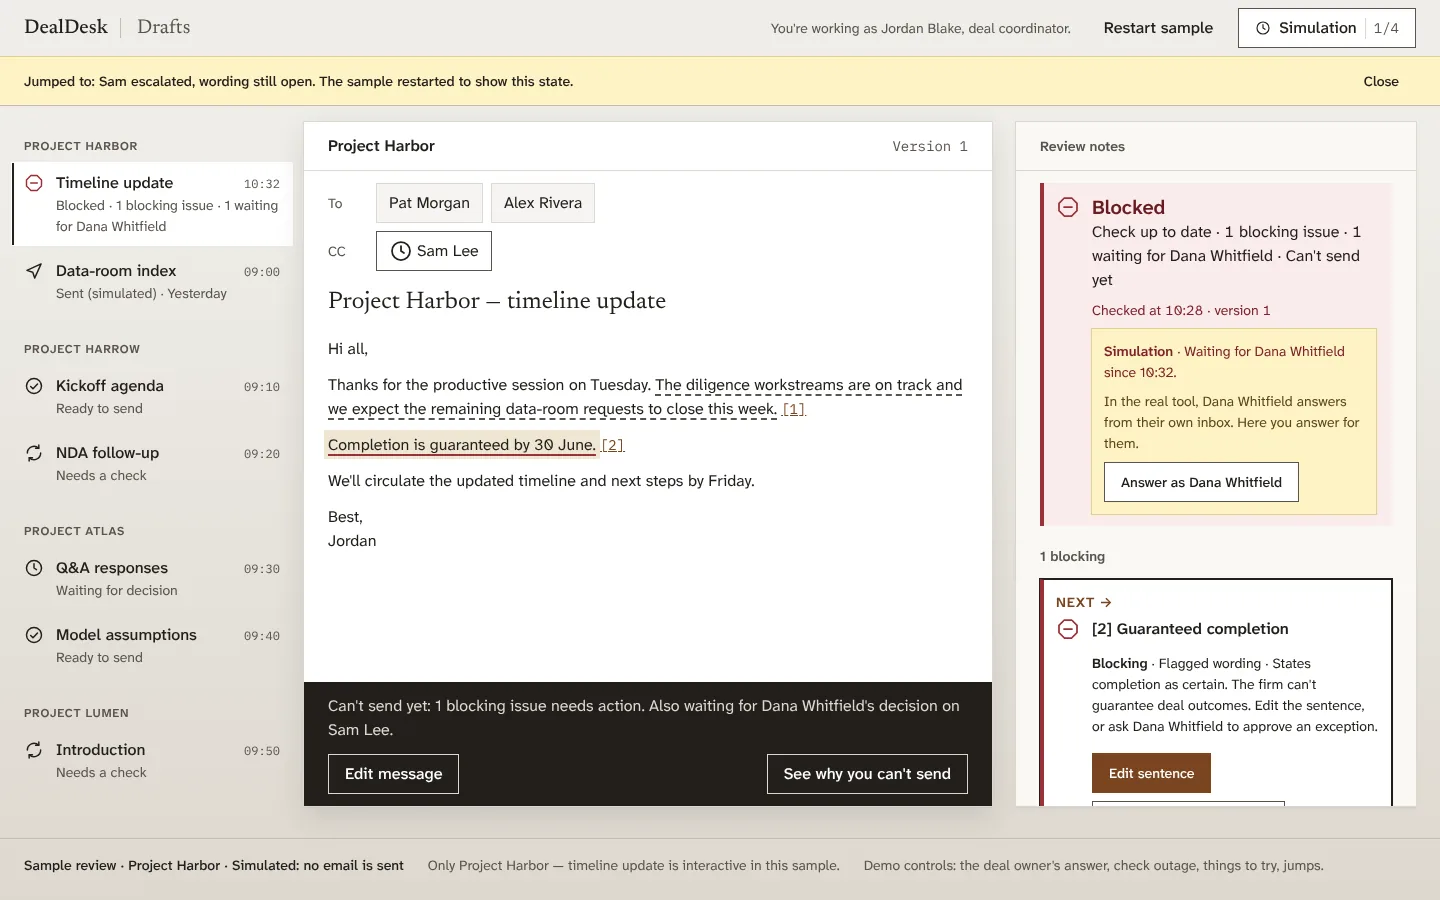 DealDesk
Drafts
You're working as Jordan Blake, deal coordinator.
Restart sample
Simulation 1/4
Jumped to: Sam escalated, wording still open. The sample restarted to show this state.
Close
PROJECT HARBOR
Timeline update 10:32
Blocked · 1 blocking issue · 1 waiting
for Dana Whitfield
Data-room index 09:00
Sent (simulated) · Yesterday
PROJECT HARROW
Kickoff agenda 09:10
Ready to send
NDA follow-up 09:20
Needs a check
PROJECT ATLAS
Q&A responses 09:30
Waiting for decision
Model assumptions 09:40
Ready to send
PROJECT LUMEN
Introduction 09:50
Needs a check
Project Harbor Version 1
To Pat Morgan Alex Rivera
CC Sam Lee
Project Harbor – timeline update
Hi all,
Thanks for the productive session on Tuesday. The diligence workstreams are on track and
we expect the remaining data-room requests to close this week. [1]
Completion is guaranteed by 30 June. [2]
We'll circulate the updated timeline and next steps by Friday.
Best,
Jordan
Can't send yet: 1 blocking issue needs action. Also waiting for Dana Whitfield's decision on
Sam Lee.
Edit message
See why you can't send
Review notes
Blocked
Check up to date · 1 blocking issue · 1
waiting for Dana Whitfield · Can't send
yet
Checked at 10:28 · version 1
Simulation · Waiting for Dana Whitfield
since 10:32.
In the real tool, Dana Whitfield answers
from their own inbox. Here you answer for
them.
Answer as Dana Whitfield
1 blocking
NEXT →
[2] Guaranteed completion
Blocking · Flagged wording · States
completion as certain. The firm can't
guarantee deal outcomes. Edit the sentence,
or ask Dana Whitfield to approve an exception.
Edit sentence
Sample review · Project Harbor · Simulated: no email is sent
Only Project Harbor — timeline update is interactive in this sample.
Demo controls: the deal owner's answer, check outage, things to try, jumps.